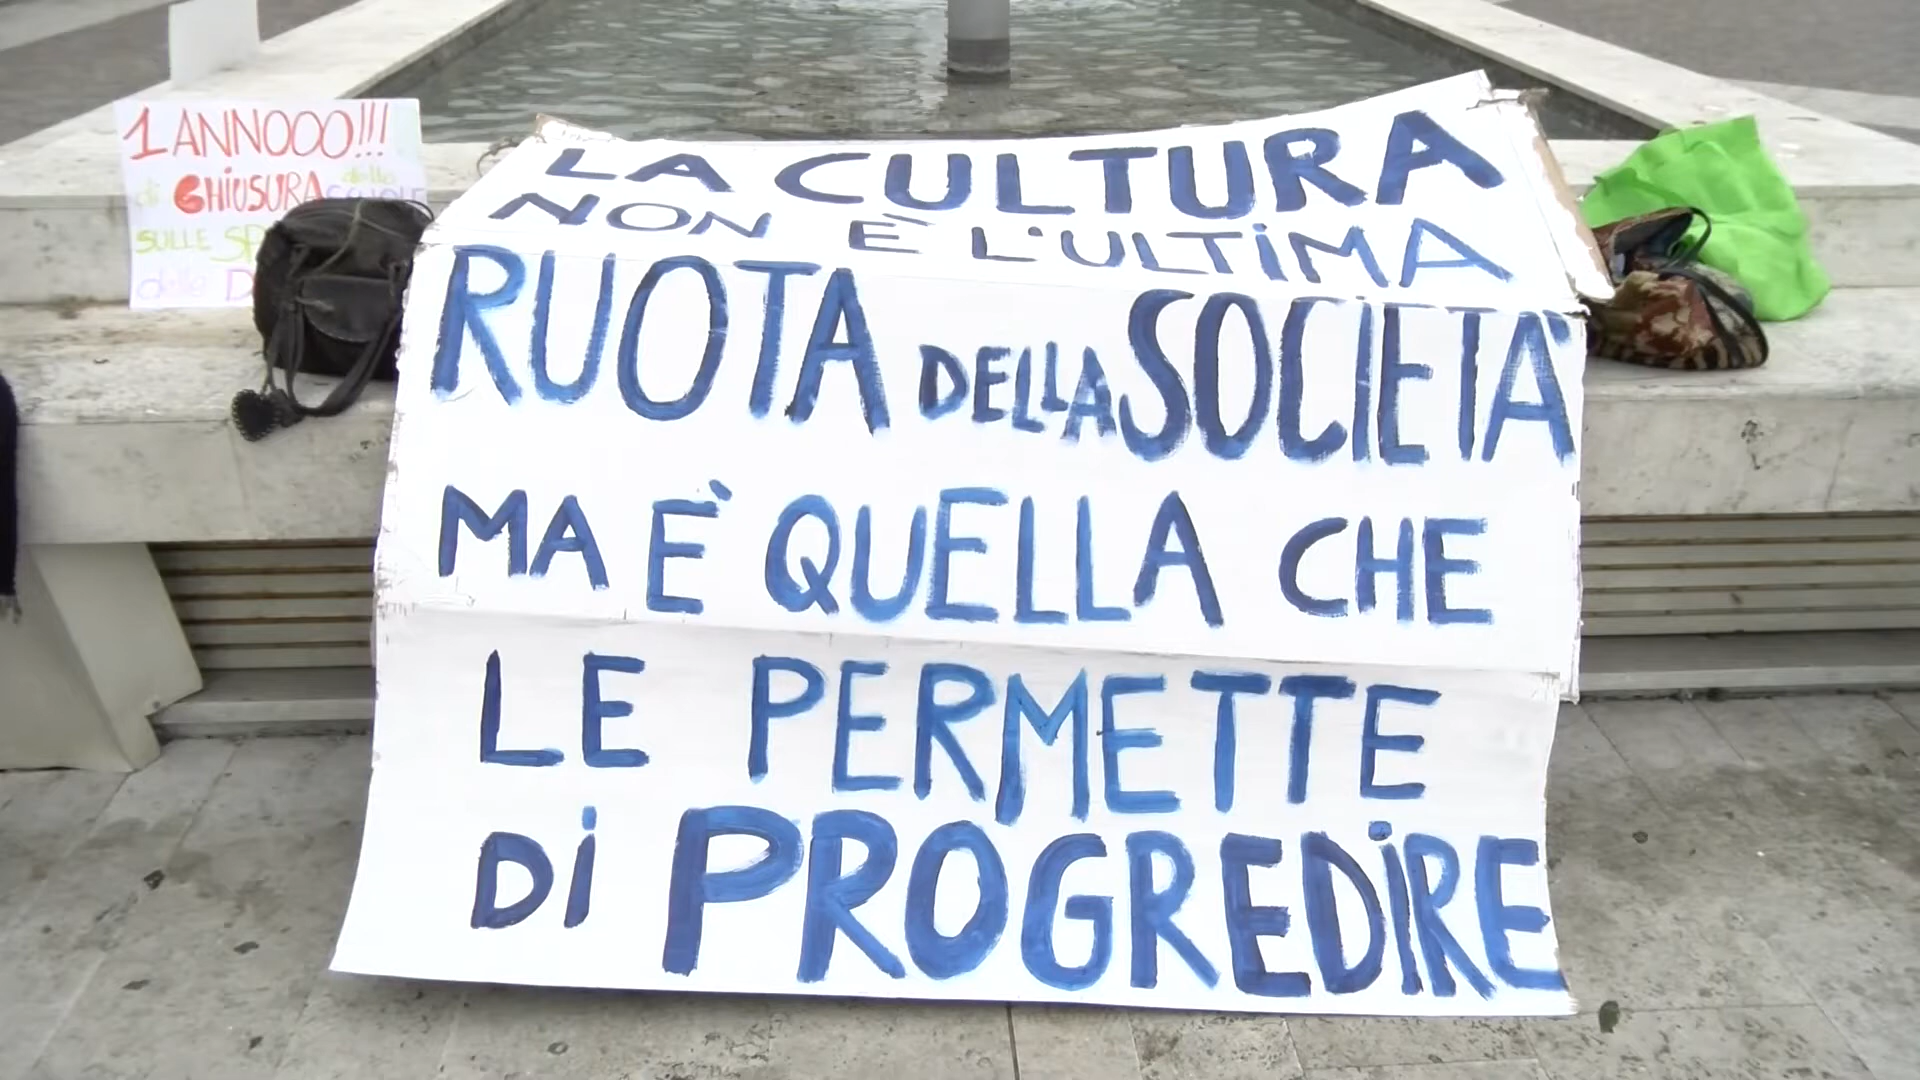 1 ANNOOO!!!
di CHiUSURA delle SCUOLE
SULLE
delle
LA CULTURA
NON È L'ULTiMA
RUOTA DELLA SOCIETÀ
MA È QUELLA CHE
LE PERMETTE
Di PROGREDiRE